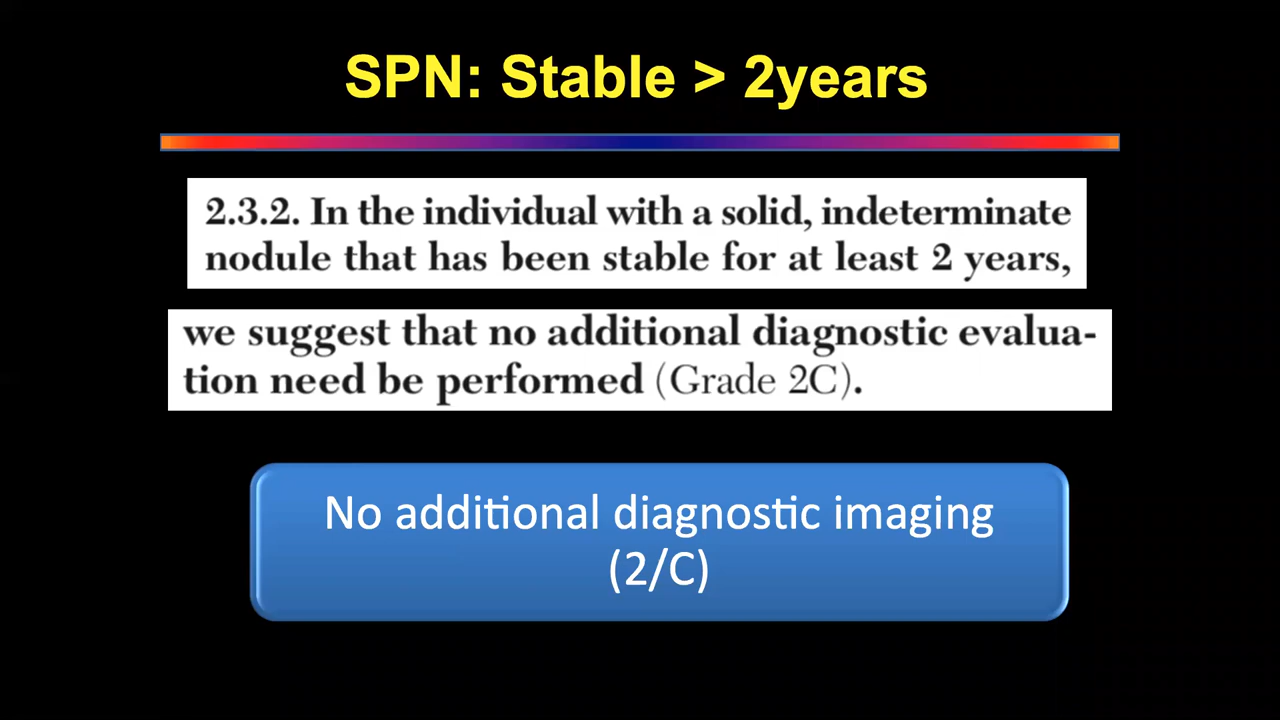 SPN: Stable > 2years
2.3.2. In the individual with a solid, indeterminate
nodule that has been stable for at least 2 years,
we suggest that no additional diagnostic evalua-
tion need be performed (Grade 2C).
No additional diagnostic imaging
(2/C)